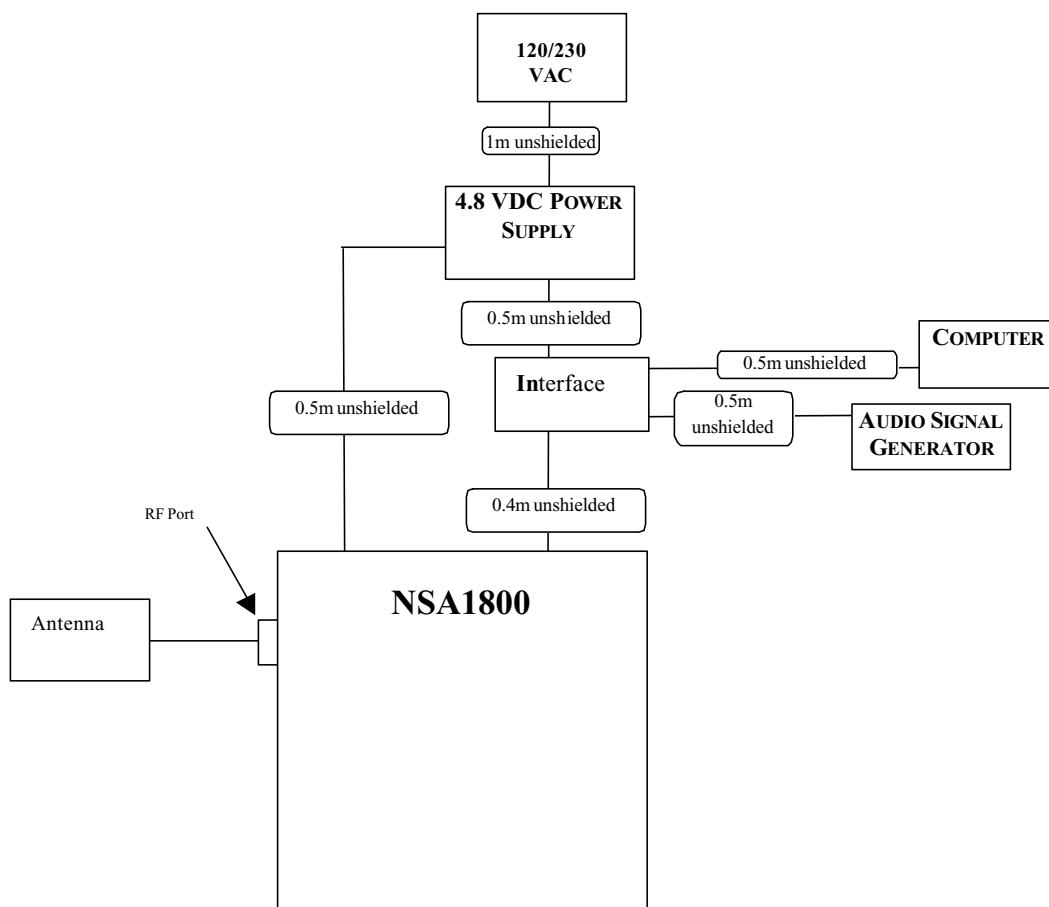 120/230
VAC
1m unshielded
4.8 VDC POWER
SUPPLY
0.5m unshielded
COMPUTER
0.5m unshielded
Interface
0.5m unshielded
0.5m
unshielded
AUDIO SIGNAL
GENERATOR
0.4m unshielded
RF Port
NSA1800
Antenna